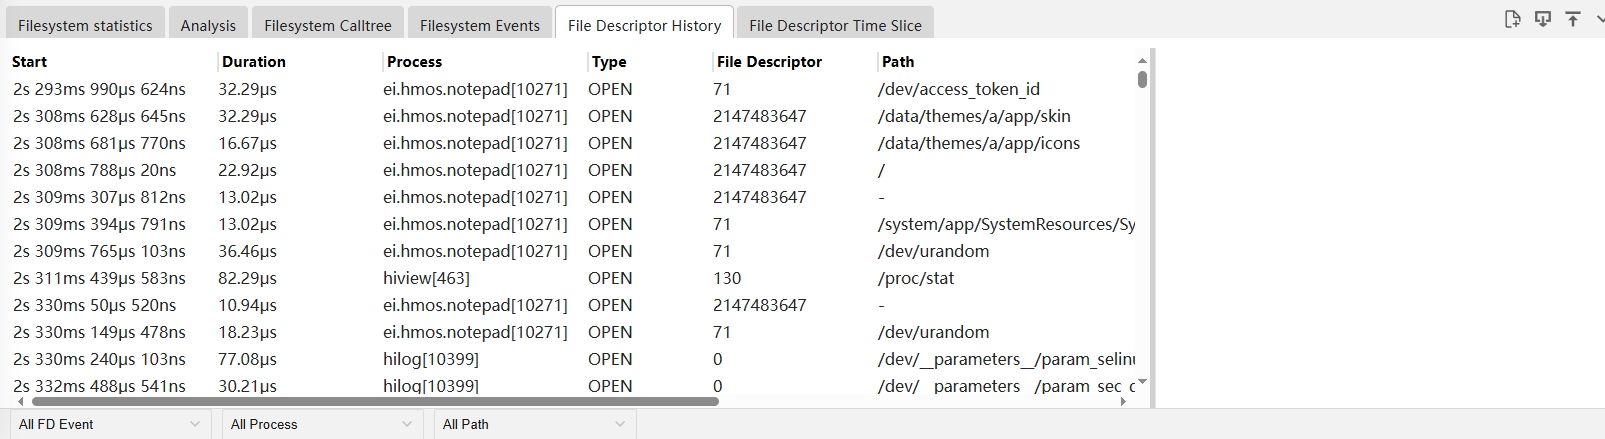 Filesystem statistics Analysis Filesystem Calltree Filesystem Events File Descriptor History File Descriptor Time Slice
Start Duration Process Type File Descriptor Path
2s 293ms 990μs 624ns 32.29μs ei.hmos.notepad[10271] OPEN 71 /dev/access_token_id
2s 308ms 628μs 645ns 32.29μs ei.hmos.notepad[10271] OPEN 2147483647 /data/themes/a/app/skin
2s 308ms 681μs 770ns 16.67μs ei.hmos.notepad[10271] OPEN 2147483647 /data/themes/a/app/icons
2s 308ms 788μs 20ns 22.92μs ei.hmos.notepad[10271] OPEN 2147483647 /
2s 309ms 307μs 812ns 13.02μs ei.hmos.notepad[10271] OPEN 2147483647 -
2s 309ms 394μs 791ns 13.02μs ei.hmos.notepad[10271] OPEN 71 /system/app/SystemResources/Sy
2s 309ms 765μs 103ns 36.46μs ei.hmos.notepad[10271] OPEN 71 /dev/urandom
2s 311ms 439μs 583ns 82.29μs hiview[463] OPEN 130 /proc/stat
2s 330ms 50μs 520ns 10.94μs ei.hmos.notepad[10271] OPEN 2147483647 -
2s 330ms 149μs 478ns 18.23μs ei.hmos.notepad[10271] OPEN 71 /dev/urandom
2s 330ms 240μs 103ns 77.08μs hilog[10399] OPEN 0 /dev/__parameters__/param_selinu
2s 332ms 488μs 541ns 30.21μs hilog[10399] OPEN 0 /dev/__parameters__/param_sec_c
All FD Event All Process All Path